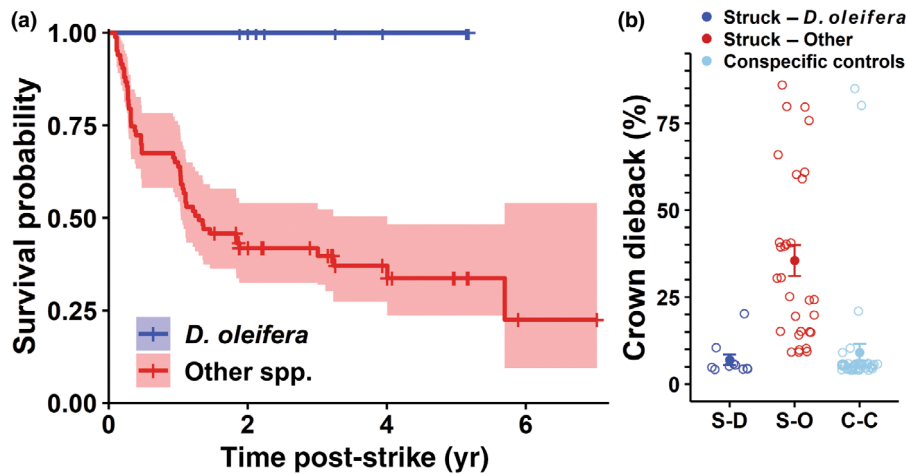 (a)
Survival probability
1.00
0.75
0.50
0.25
0.00
D. oleifera
Other spp.
0
2
4
6
Time post-strike (yr)
(b)
Struck – D. oleifera
Struck – Other
Conspecific controls
Crown dieback (%)
75
50
25
0
S-D
S-O
C-C